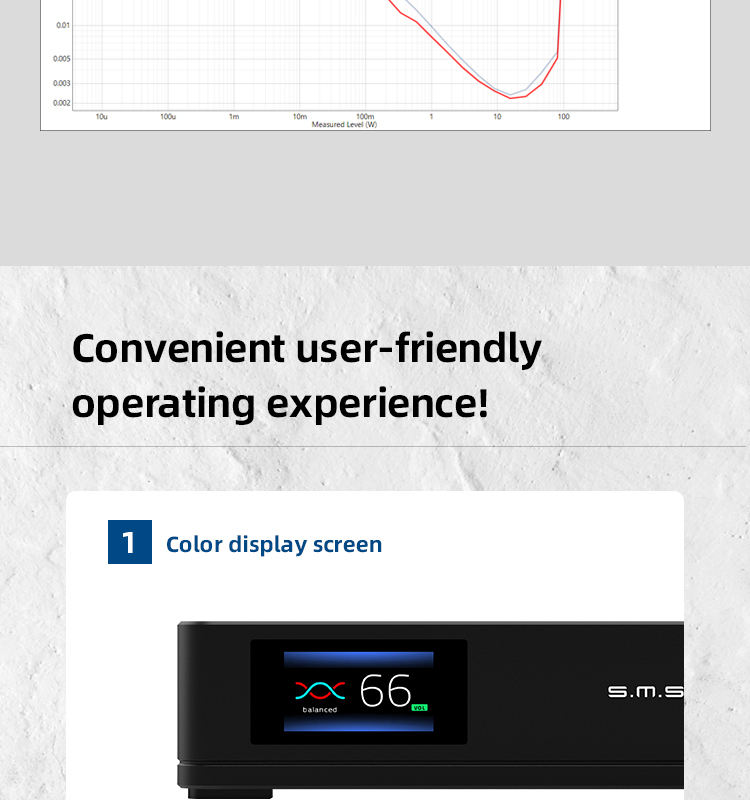 0.01
0.005
0.003
0.002
10u 100u 1m 10m 100m 1 10 100
Measured Level (W)
Convenient user-friendly
operating experience!
1 Color display screen
66
VOL
balanced
S.M.S